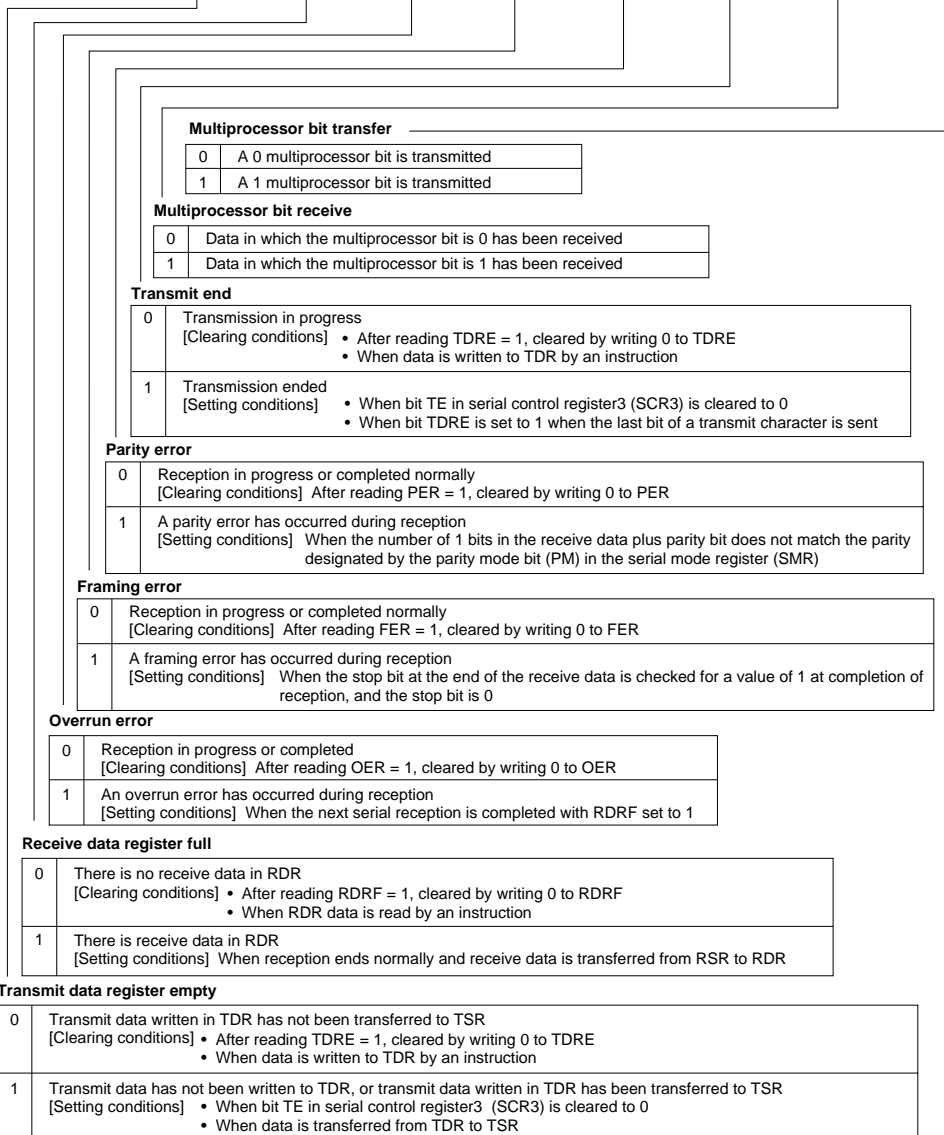 Multiprocessor bit transfer
0 A 0 multiprocessor bit is transmitted
1 A 1 multiprocessor bit is transmitted
Multiprocessor bit receive
0 Data in which the multiprocessor bit is 0 has been received
1 Data in which the multiprocessor bit is 1 has been received
Transmit end
0 Transmission in progress
[Clearing conditions] • After reading TDRE = 1, cleared by writing 0 to TDRE
• When data is written to TDR by an instruction
1 Transmission ended
[Setting conditions] • When bit TE in serial control register3 (SCR3) is cleared to 0
• When bit TDRE is set to 1 when the last bit of a transmit character is sent
Parity error
0 Reception in progress or completed normally
[Clearing conditions] After reading PER = 1, cleared by writing 0 to PER
1 A parity error has occurred during reception
[Setting conditions] When the number of 1 bits in the receive data plus parity bit does not match the parity
designated by the parity mode bit (PM) in the serial mode register (SMR)
Framing error
0 Reception in progress or completed normally
[Clearing conditions] After reading FER = 1, cleared by writing 0 to FER
1 A framing error has occurred during reception
[Setting conditions] When the stop bit at the end of the receive data is checked for a value of 1 at completion of
reception, and the stop bit is 0
Overrun error
0 Reception in progress or completed
[Clearing conditions] After reading OER = 1, cleared by writing 0 to OER
1 An overrun error has occurred during reception
[Setting conditions] When the next serial reception is completed with RDRF set to 1
Receive data register full
0 There is no receive data in RDR
[Clearing conditions] • After reading RDRF = 1, cleared by writing 0 to RDRF
• When RDR data is read by an instruction
1 There is receive data in RDR
[Setting conditions] When reception ends normally and receive data is transferred from RSR to RDR
Transmit data register empty
0 Transmit data written in TDR has not been transferred to TSR
[Clearing conditions] • After reading TDRE = 1, cleared by writing 0 to TDRE
• When data is written to TDR by an instruction
1 Transmit data has not been written to TDR, or transmit data written in TDR has been transferred to TSR
[Setting conditions] • When bit TE in serial control register3 (SCR3) is cleared to 0
• When data is transferred from TDR to TSR